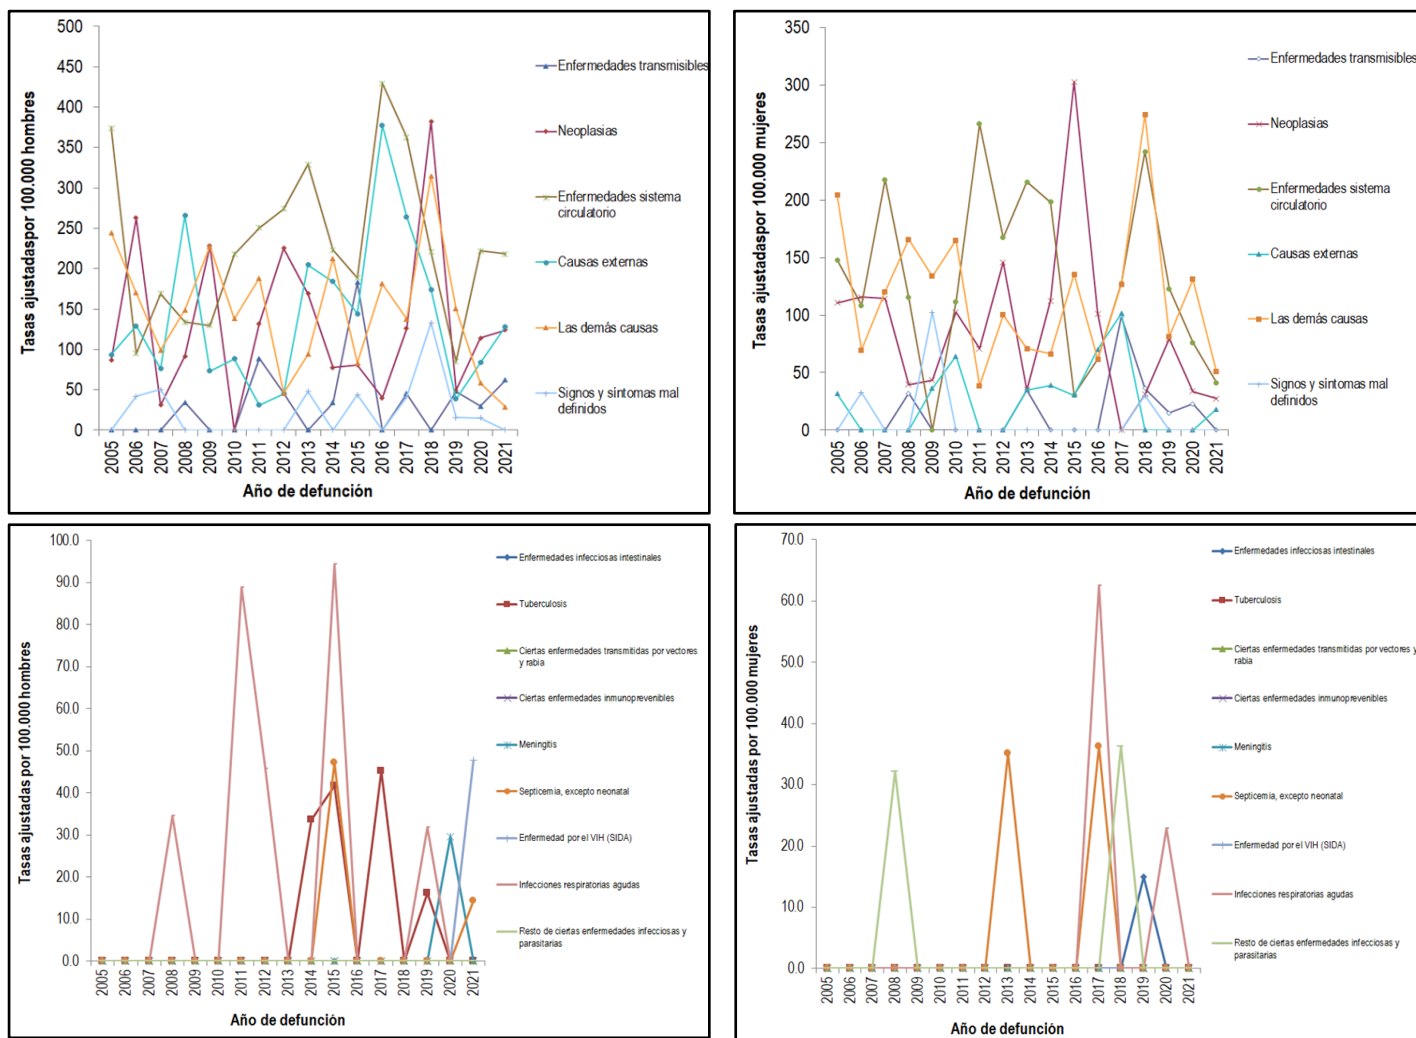 Tasas ajustadaspor 100.000 hombres
500
450
400
350
300
250
200
150
100
50
0
2005
2006
2007
2008
2009
2010
2011
2012
2013
2014
2015
2016
2017
2018
2019
2020
2021
Año de defunción
Enfermedades transmisibles
Neoplasias
Enfermedades sistema
circulatorio
Causas externas
Las demás causas
Signos y síntomas mal
definidos
Tasas ajustadaspor 100.000 mujeres
350
300
250
200
150
100
50
0
2005
2006
2007
2008
2009
2010
2011
2012
2013
2014
2015
2016
2017
2018
2019
2020
2021
Año de defunción
Enfermedades transmisibles
Neoplasias
Enfermedades sistema
circulatorio
Causas externas
Las demás causas
Signos y síntomas mal
definidos
Tasas ajustadas por 100.000 hombres
100.0
90.0
80.0
70.0
60.0
50.0
40.0
30.0
20.0
10.0
0.0
2005
2006
2007
2008
2009
2010
2011
2012
2013
2014
2015
2016
2017
2018
2019
2020
2021
Año de defunción
Enfermedades infecciosas intestinales
Tuberculosis
Ciertas enfermedades transmitidas por vectores
y rabia
Ciertas enfermedades inmunoprevenibles
Meningitis
Septicemia, excepto neonatal
Enfermedad por el VIH (SIDA)
Infecciones respiratorias agudas
Resto de ciertas enfermedades infecciosas y
parasitarias
Tasas ajustadas por 100.000 mujeres
70.0
60.0
50.0
40.0
30.0
20.0
10.0
0.0
2005
2006
2007
2008
2009
2010
2011
2012
2013
2014
2015
2016
2017
2018
2019
2020
2021
Año de defunción
Enfermedades infecciosas intestinales
Tuberculosis
Ciertas enfermedades transmitidas por vectores y
rabia
Ciertas enfermedades inmunoprevenibles
Meningitis
Septicemia, excepto neonatal
Enfermedad por el VIH (SIDA)
Infecciones respiratorias agudas
Resto de ciertas enfermedades infecciosas y
parasitarias